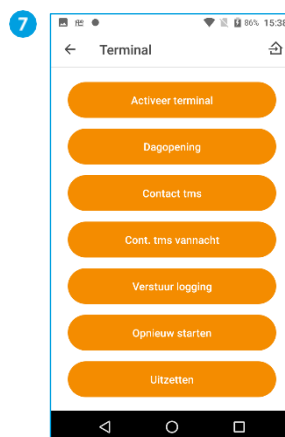 7
86% 15:38
Terminal
Activeer terminal
Dagopening
Contact tms
Cont. tms vannacht
Verstuur logging
Opnieuw starten
Uitzetten